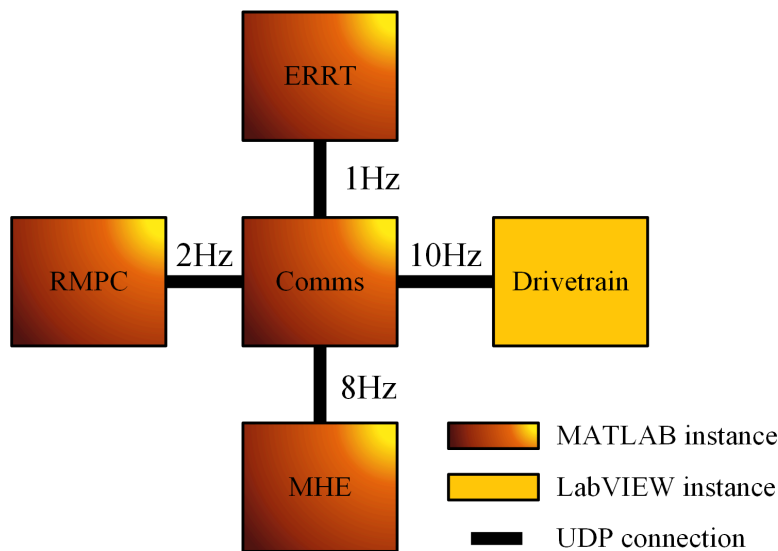 ERRT
1Hz
RMPC
2Hz
Comms
10Hz
Drivetrain
8Hz
MHE
MATLAB instance
LabVIEW instance
UDP connection